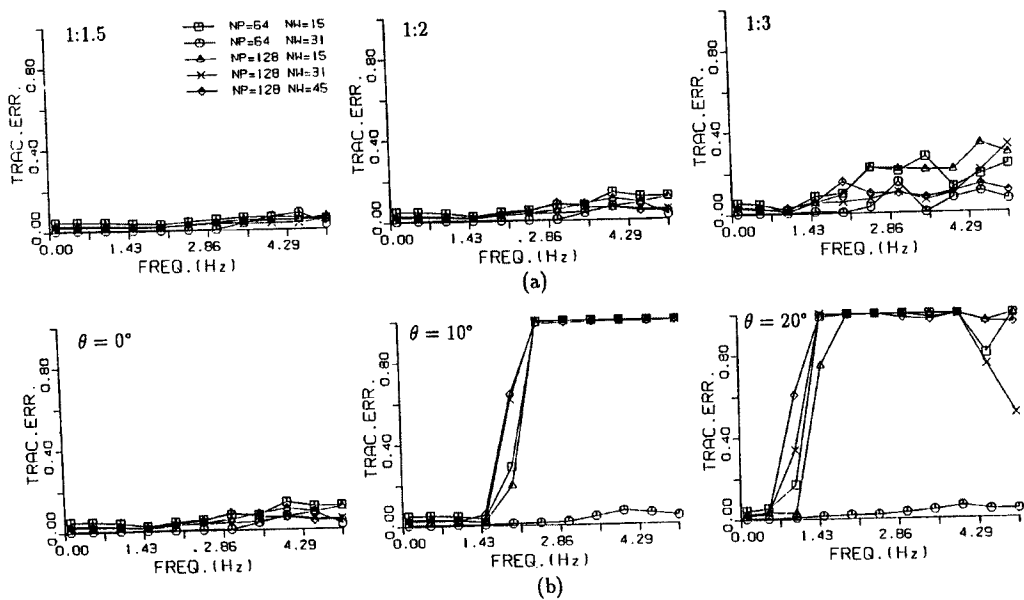 1:1.5
NP=64 NW=15
NP=64 NW=31
NP=128 NW=15
NP=128 NW=31
NP=128 NW=45
TRAC.ERR.
0.00 0.40 0.80
0.00 1.43 2.86 4.29
FREQ.(Hz)
1:2
TRAC.ERR.
0.00 0.40 0.80
0.00 1.43 2.86 4.29
FREQ.(Hz)
1:3
TRAC.ERR.
0.00 0.40 0.80
0.00 1.43 2.86 4.29
FREQ.(Hz)
(a)
θ = 0°
TRAC.ERR.
0.00 0.40 0.80
0.00 1.43 2.86 4.29
FREQ.(Hz)
θ = 10°
TRAC.ERR.
0.00 0.40 0.80
0.00 1.43 2.86 4.29
FREQ.(Hz)
θ = 20°
TRAC.ERR.
0.00 0.40 0.80
0.00 1.43 2.86 4.29
FREQ.(Hz)
(b)